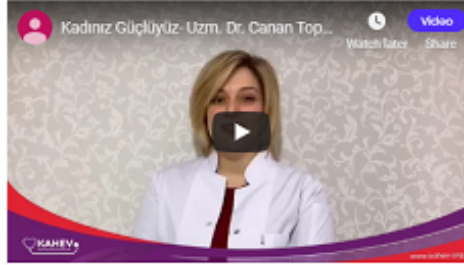 Kadınız Güçlüyüz- Uzm. Dr. Canan Top...
Video
Watch later
Share
KAHEV